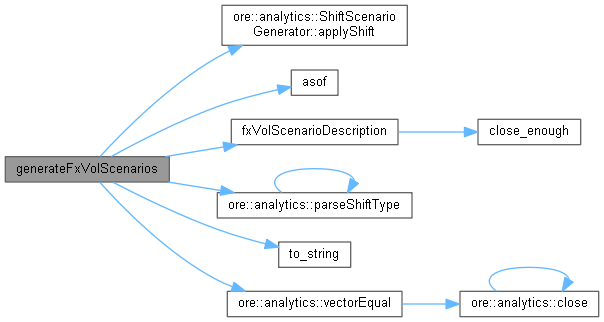 ore::analytics::ShiftScenario
Generator::applyShift
asof
fxVolScenarioDescription
close_enough
generateFxVolScenarios
ore::analytics::parseShiftType
to_string
ore::analytics::vectorEqual
ore::analytics::close